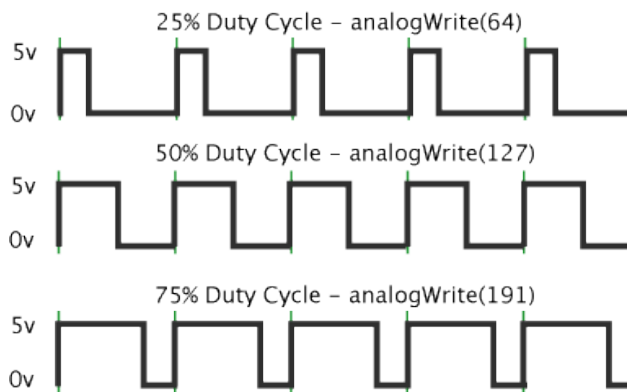 25% Duty Cycle – analogWrite(64)
5v
0v
50% Duty Cycle – analogWrite(127)
5v
0v
75% Duty Cycle – analogWrite(191)
5v
0v